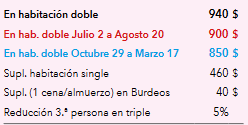 En habitación doble 940 $
En hab. doble Julio 2 a Agosto 20 900 $
En hab. doble Octubre 29 a Marzo 17 850 $
Supl. habitación single 460 $
Supl. (1 cena/almuerzo) en Burdeos 40 $
Reducción 3.ª persona en triple 5%